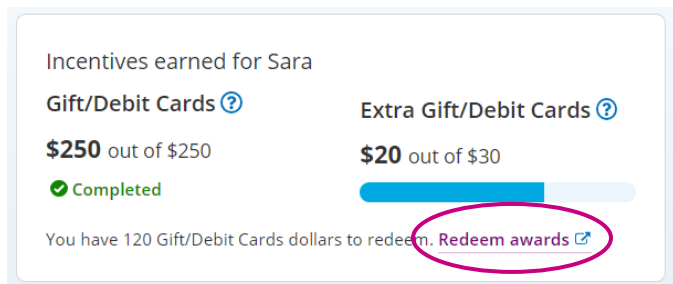 Incentives earned for Sara
Gift/Debit Cards ?
$250 out of $250
Completed
Extra Gift/Debit Cards ?
$20 out of $30
You have 120 Gift/Debit Cards dollars to redeem. Redeem awards